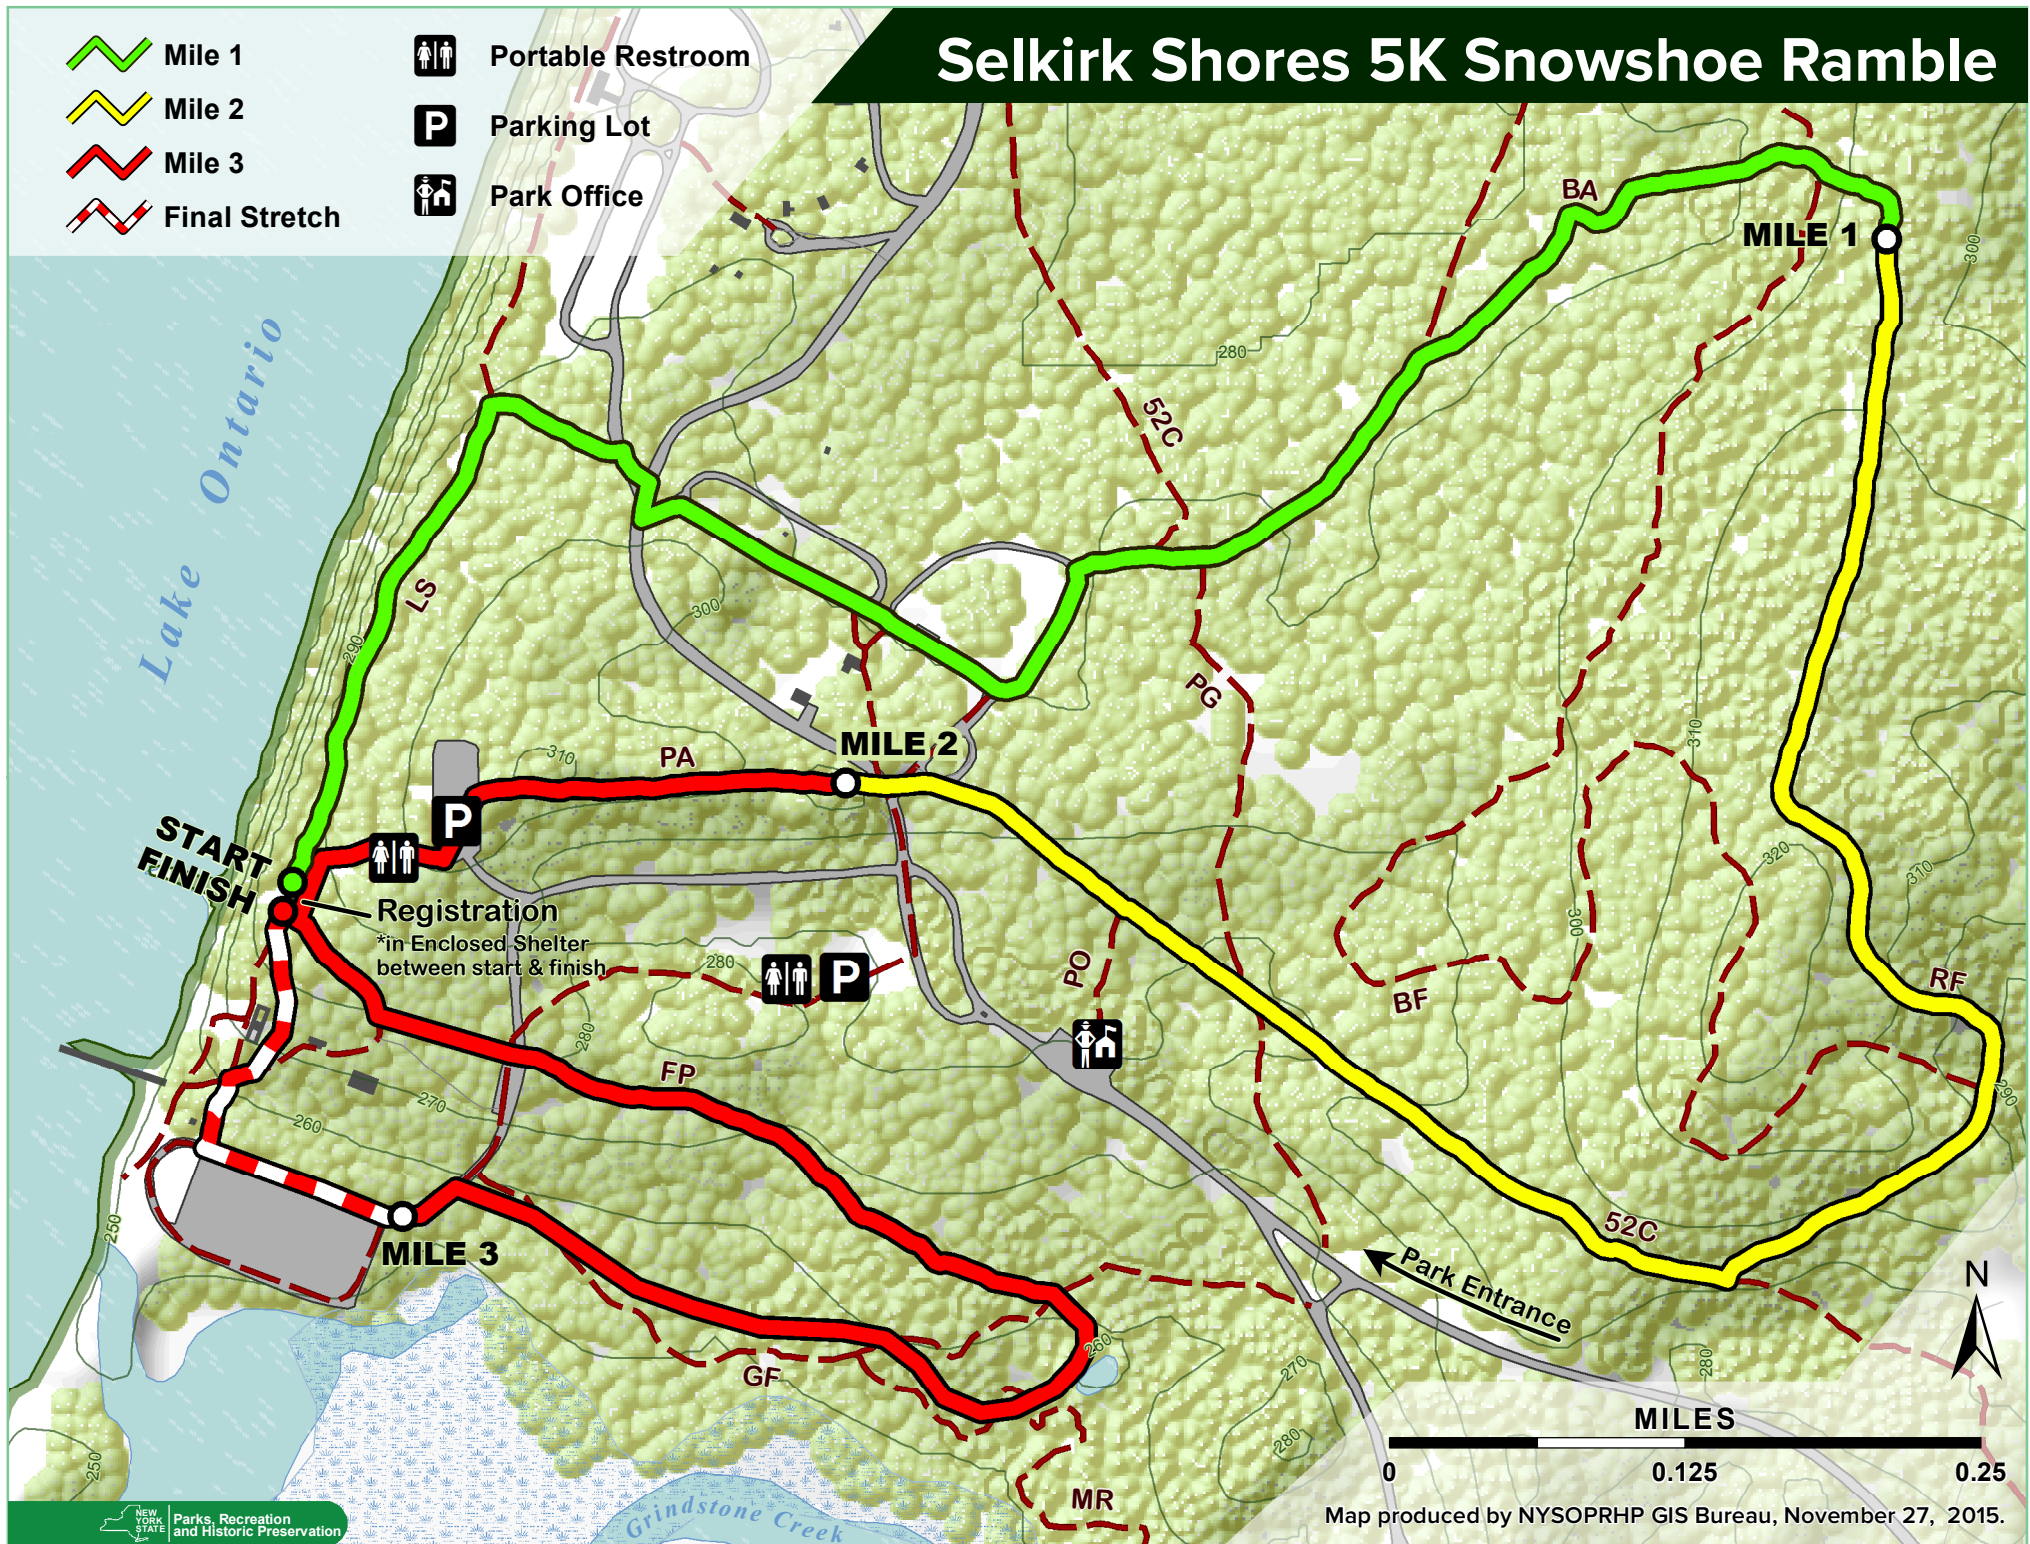 Selkirk Shores 5K Snowshoe Ramble
Mile 1
Mile 2
Mile 3
Final Stretch
Portable Restroom
P
Parking Lot
Park Office
Lake Ontario
BA
MILE 1
300
280
52C
LS
290
300
PG
310
PA
MILE 2
310
P
320
310
START
FINISH
Registration
*in Enclosed Shelter
between start & finish
280
P
PO
300
BF
RF
280
290
FP
270
260
250
52C
MILE 3
Park Entrance
N
260
270
280
GF
280
250
MR
Grindstone Creek
MILES
0
0.125
0.25
Map produced by NYSOPRHP GIS Bureau, November 27, 2015.
NEW
YORK
STATE
Parks, Recreation
and Historic Preservation